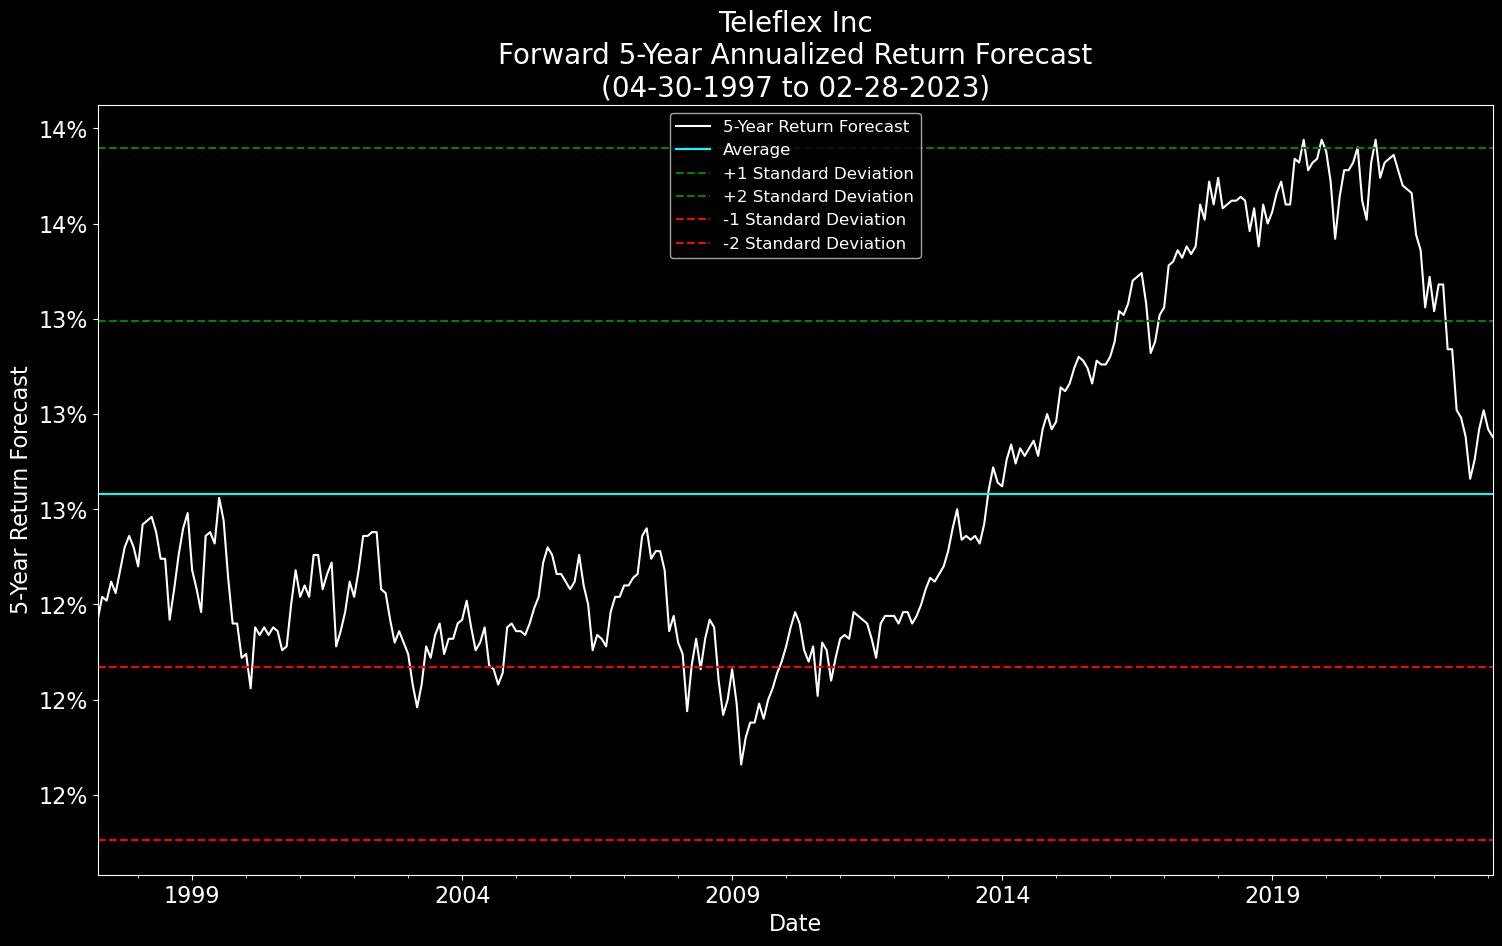 Teleflex Inc
Forward 5-Year Annualized Return Forecast
(04-30-1997 to 02-28-2023)
5-Year Return Forecast
Average
+1 Standard Deviation
+2 Standard Deviation
-1 Standard Deviation
-2 Standard Deviation
14%
14%
13%
13%
13%
12%
12%
12%
5-Year Return Forecast
1999
2004
2009
2014
2019
Date